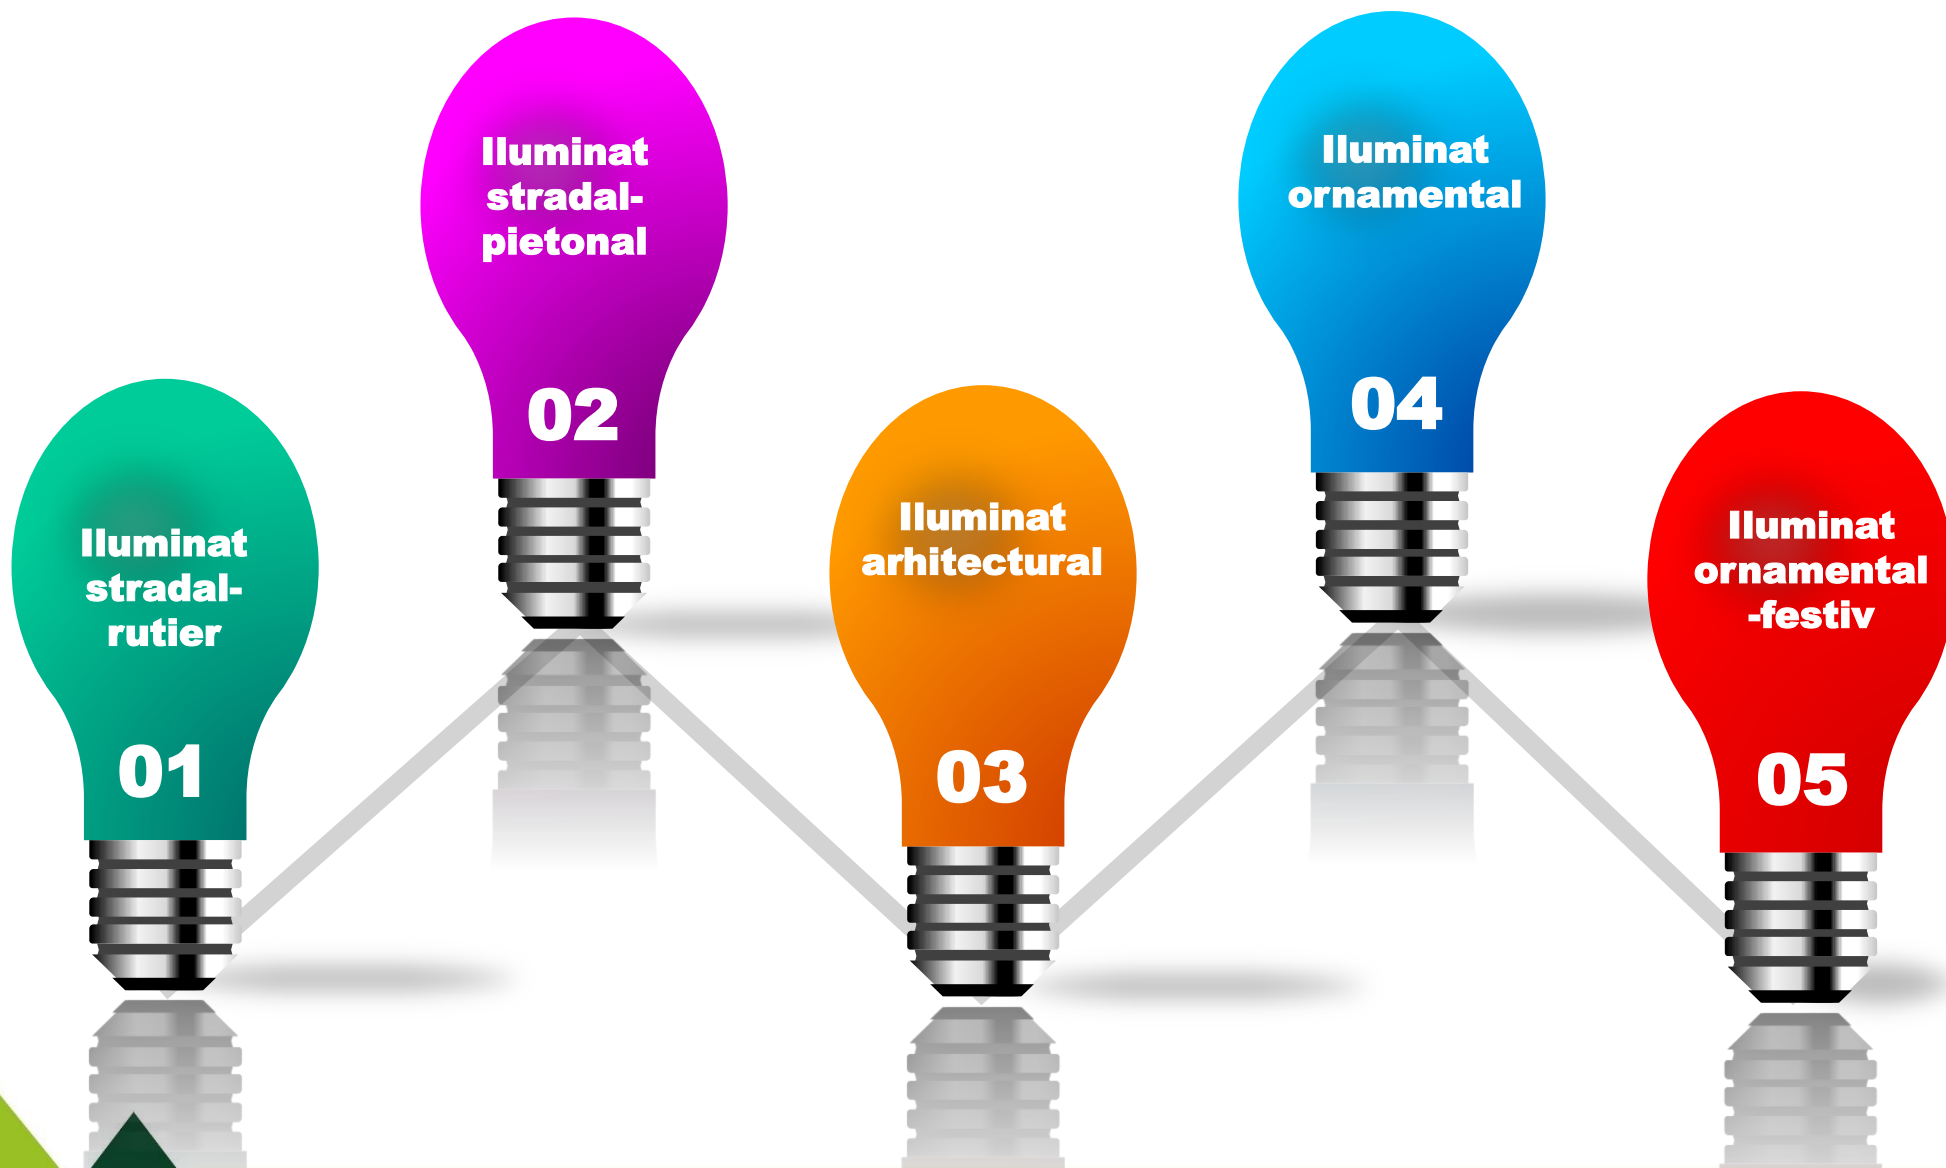 Iluminat
stradal-
rutier
01
Iluminat
stradal-
pietonal
02
Iluminat
arhitectural
03
Iluminat
ornamental
04
Iluminat
ornamental
-festiv
05